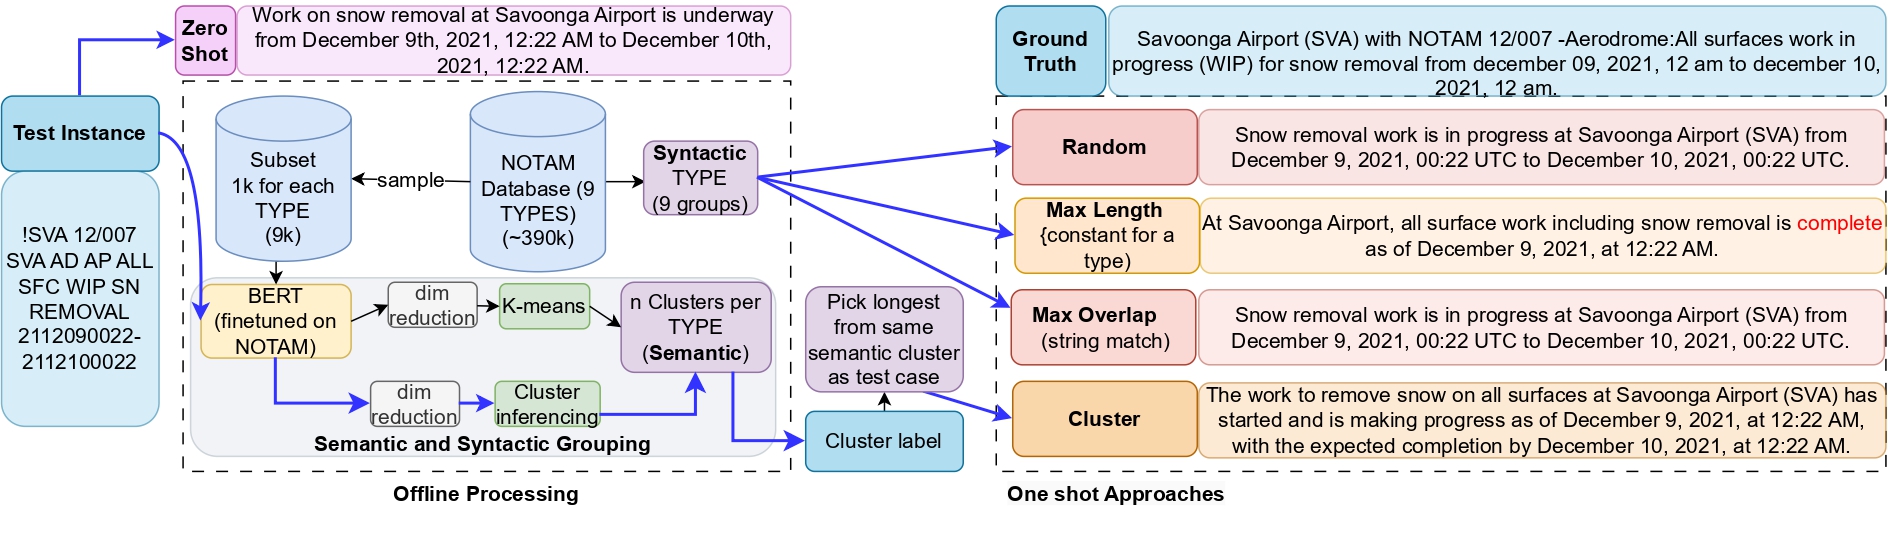 Zero
Shot
Work on snow removal at Savoonga Airport is underway
from December 9th, 2021, 12:22 AM to December 10th,
2021, 12:22 AM.
Test Instance
!SVA 12/007
SVA AD AP ALL
SFC WIP SN
REMOVAL
2112090022-
2112100022
Subset
1k for each
TYPE
(9k)
sample
NOTAM
Database (9
TYPES)
(~390k)
Syntactic
TYPE
(9 groups)
BERT
(finetuned on
NOTAM)
dim
reduction
K-means
n Clusters per
TYPE
(Semantic)
dim
reduction
Cluster
inferencing
Semantic and Syntactic Grouping
Offline Processing
Pick longest
from same
semantic cluster
as test case
Cluster label
Ground
Truth
Savoonga Airport (SVA) with NOTAM 12/007 -Aerodrome:All surfaces work in
progress (WIP) for snow removal from december 09, 2021, 12 am to december 10,
2021, 12 am.
Random
Snow removal work is in progress at Savoonga Airport (SVA) from
December 9, 2021, 00:22 UTC to December 10, 2021, 00:22 UTC.
Max Length
{constant for a
type)
At Savoonga Airport, all surface work including snow removal is complete
as of December 9, 2021, at 12:22 AM.
Max Overlap
(string match)
Snow removal work is in progress at Savoonga Airport (SVA) from
December 9, 2021, 00:22 UTC to December 10, 2021, 00:22 UTC.
Cluster
The work to remove snow on all surfaces at Savoonga Airport (SVA) has
started and is making progress as of December 9, 2021, at 12:22 AM,
with the expected completion by December 10, 2021, at 12:22 AM.
One shot Approaches